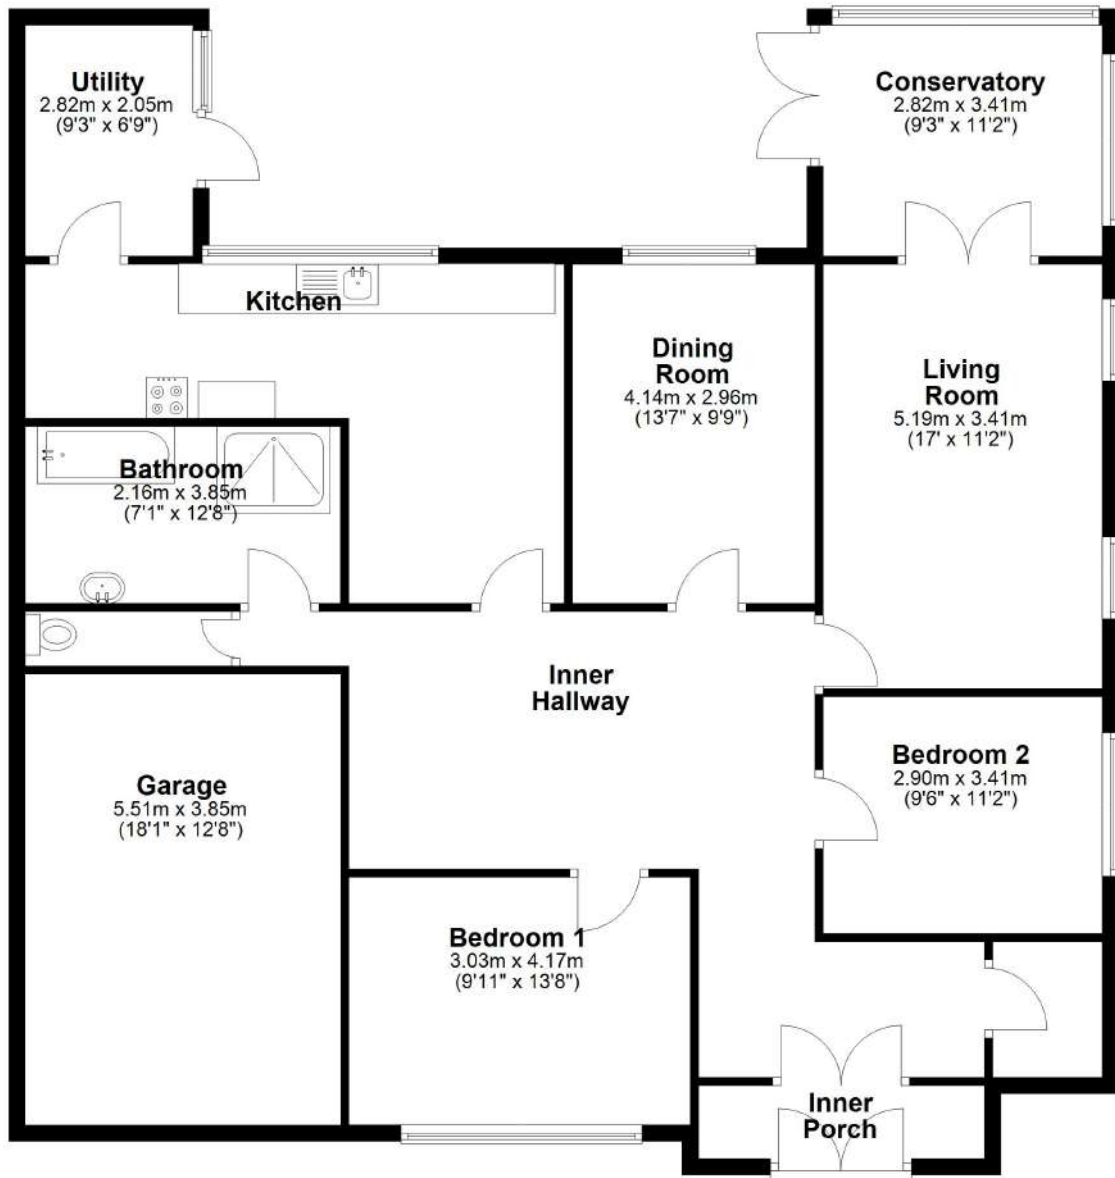 Utility
2.82m x 2.05m
(9'3" x 6'9")
Conservatory
2.82m x 3.41m
(9'3" x 11'2")
Kitchen
Dining
Room
4.14m x 2.96m
(13'7" x 9'9")
Living
Room
5.19m x 3.41m
(17' x 11'2")
Bathroom
2.16m x 3.85m
(7'1" x 12'8")
Inner
Hallway
Garage
5.51m x 3.85m
(18'1" x 12'8")
Bedroom 2
2.90m x 3.41m
(9'6" x 11'2")
Bedroom 1
3.03m x 4.17m
(9'11" x 13'8")
Inner
Porch